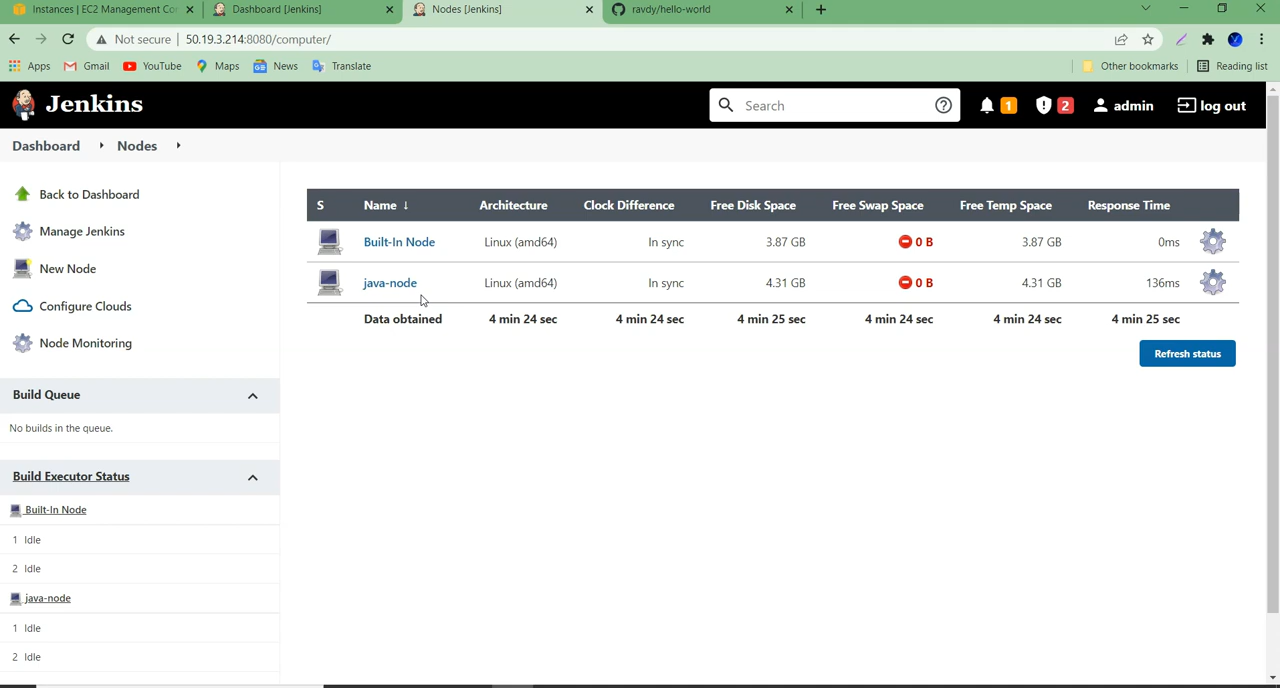 Instances | EC2 Management Con
Dashboard [Jenkins]
Nodes [Jenkins]
ravdy/hello-world
Not secure
50.19.3.214:8080/computer/
Apps
Gmail
YouTube
Maps
News
Translate
Other bookmarks
Reading list
Jenkins
Search
1
2
admin
log out
Dashboard
Nodes
Back to Dashboard
Manage Jenkins
New Node
Configure Clouds
Node Monitoring
Build Queue
No builds in the queue.
Build Executor Status
Built-In Node
1 Idle
2 Idle
java-node
1 Idle
2 Idle
S Name ↓ Architecture Clock Difference Free Disk Space Free Swap Space Free Temp Space Response Time
Built-In Node Linux (amd64) In sync 3.87 GB 0 B 3.87 GB 0ms
java-node Linux (amd64) In sync 4.31 GB 0 B 4.31 GB 136ms
Data obtained 4 min 24 sec 4 min 24 sec 4 min 25 sec 4 min 24 sec 4 min 24 sec 4 min 25 sec
Refresh status